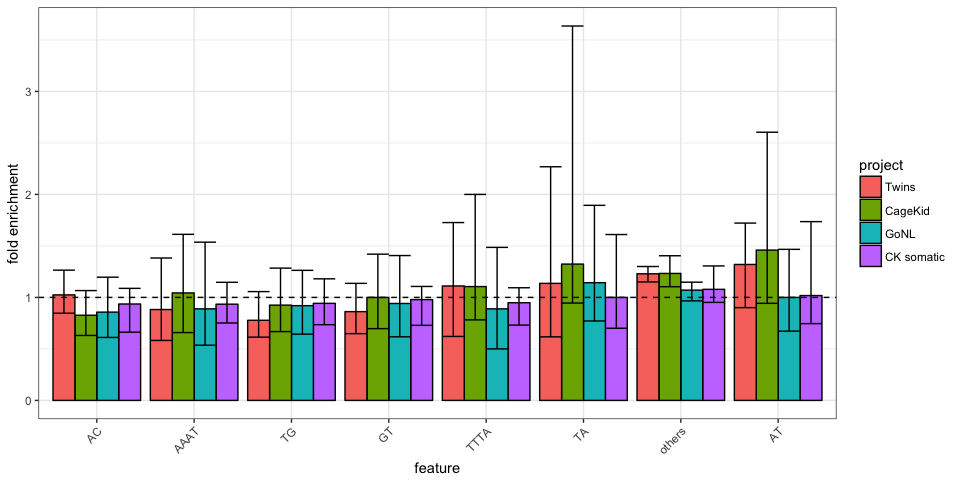 fold enrichment
3
2
1
0
AC
AAAT
TG
GT
TTTA
TA
others
AT
feature
project
Twins
CageKid
GoNL
CK somatic